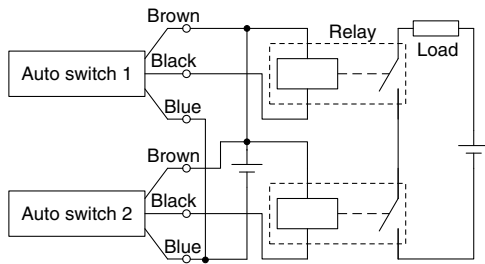 Brown
Relay
Load
Auto switch 1
Black
Blue
Brown
Auto switch 2
Black
Blue